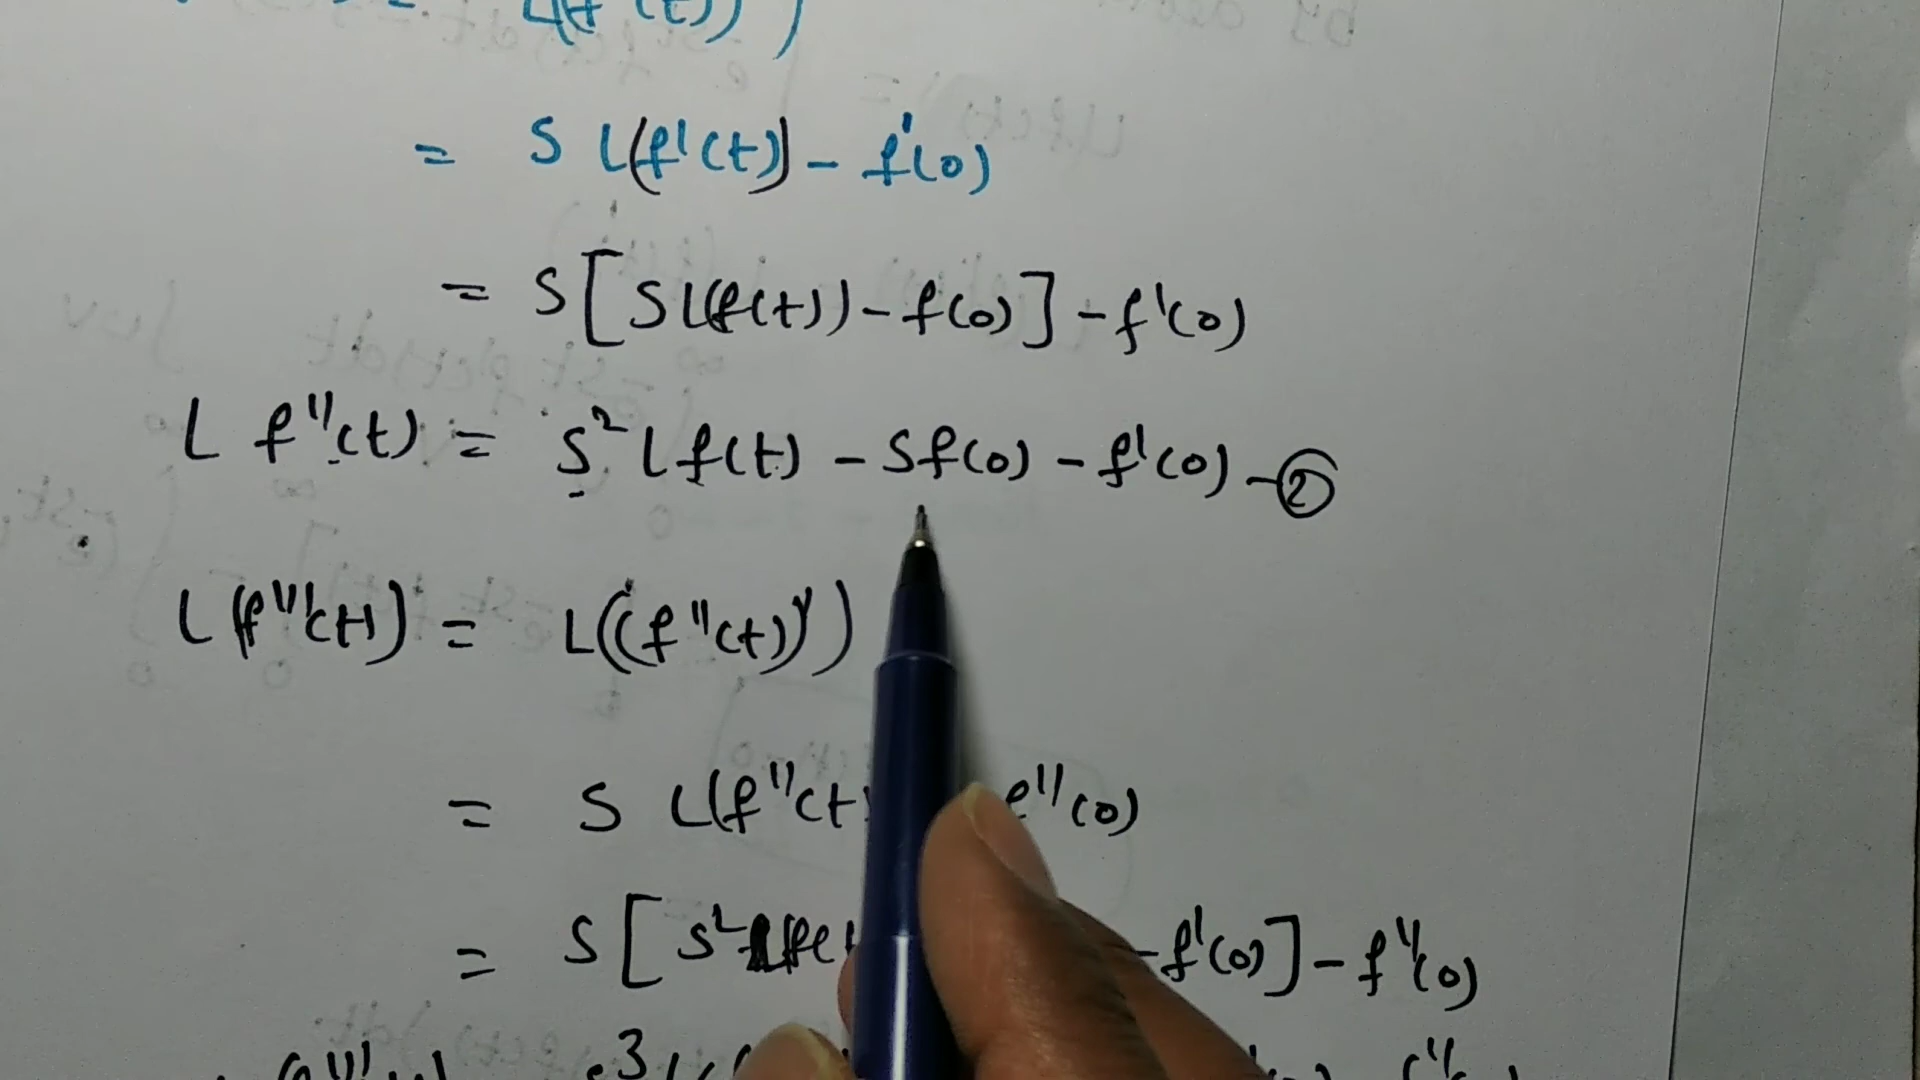 L(f'(t))
= S L(f'(t)) - f'(0)
= S[S L(f(t)) - f(0)] - f'(0)
L f''(t) = S² L f(t) - S f(0) - f'(0) - ②
L(f'''(t)) = L((f''(t))')
= S L(f''(t) f''(0)
= S[S² - f'(0)] - f''(0)